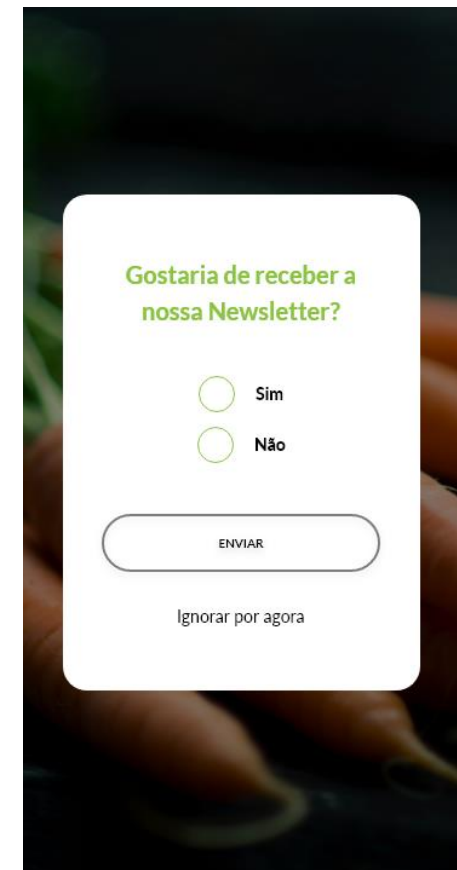 Gostaria de receber a
nossa Newsletter?
Sim
Não
ENVIAR
Ignorar por agora